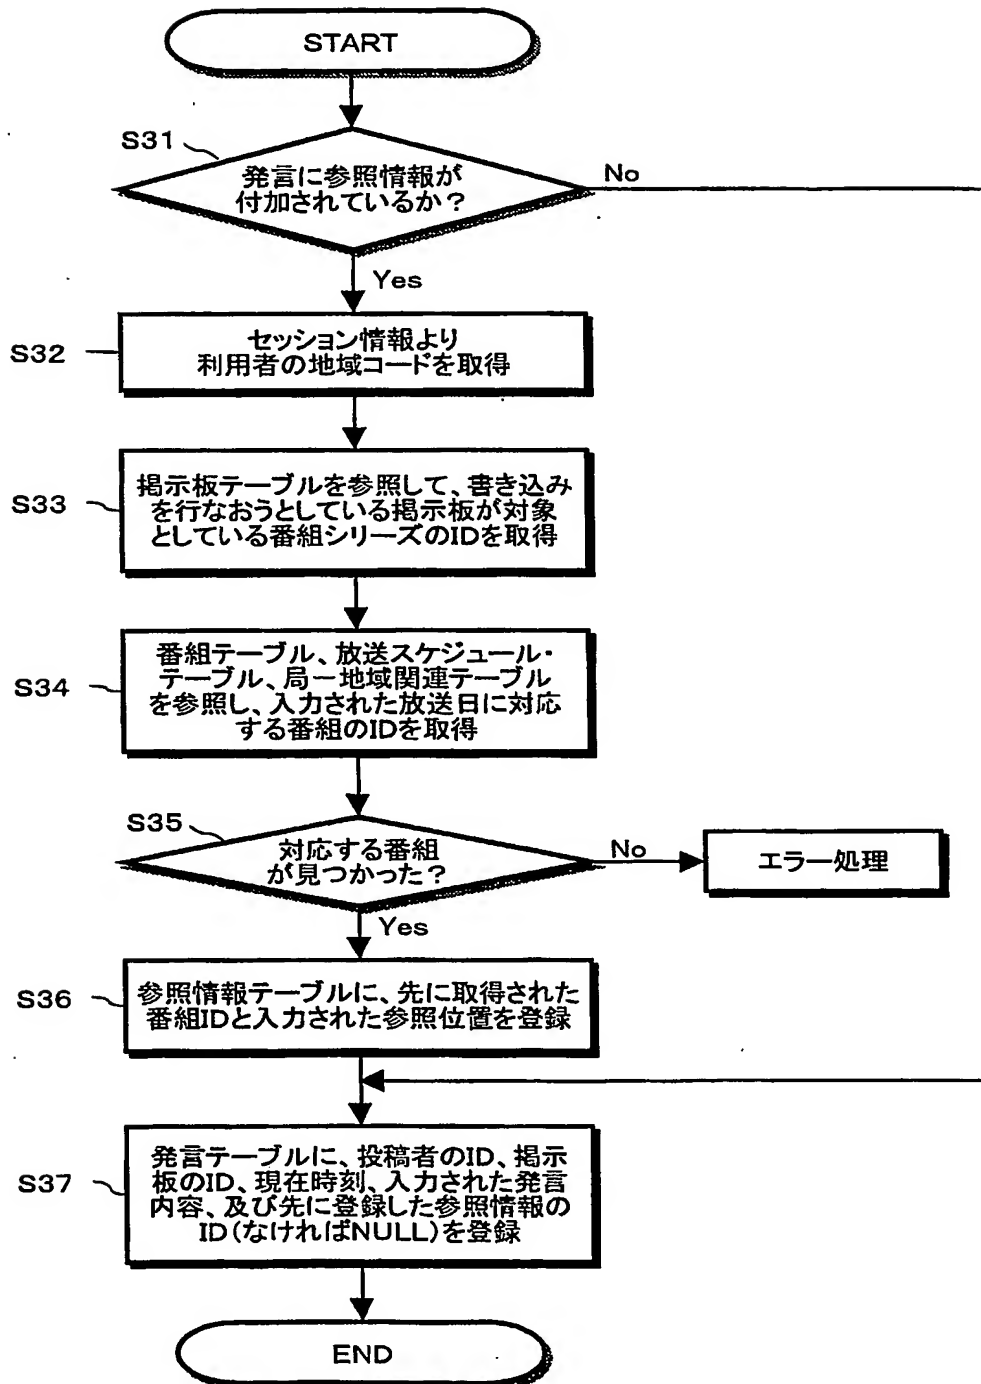 START
S31
発言に参照情報が
付加されているか？
No
Yes
S32
セッション情報より
利用者の地域コードを取得
S33
掲示板テーブルを参照して、書き込み
を行なおうとしている掲示板が対象
としている番組シリーズのIDを取得
S34
番組テーブル、放送スケジュール・
テーブル、局－地域関連テーブル
を参照し、入力された放送日に対応
する番組のIDを取得
S35
対応する番組
が見つかった？
No
エラー処理
Yes
S36
参照情報テーブルに、先に取得された
番組IDと入力された参照位置を登録
S37
発言テーブルに、投稿者のID、掲示
板のID、現在時刻、入力された発言
内容、及び先に登録した参照情報の
ID（なければNULL）を登録
END